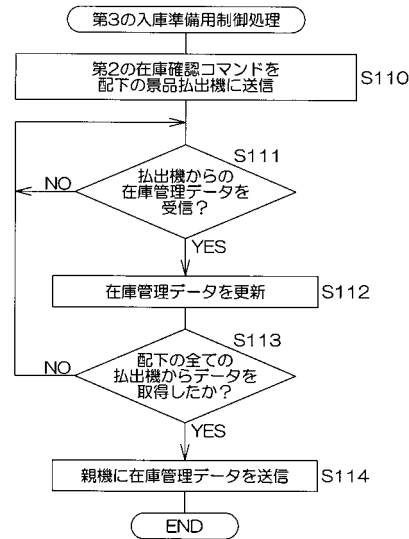 第3の入庫準備用制御処理
第2の在庫確認コマンドを
配下の景品払出機に送信
S110
S111
払出機からの
在庫管理データを
受信？
NO
YES
在庫管理データを更新
S112
S113
配下の全ての
払出機からデータを
取得したか？
NO
YES
親機に在庫管理データを送信
S114
END